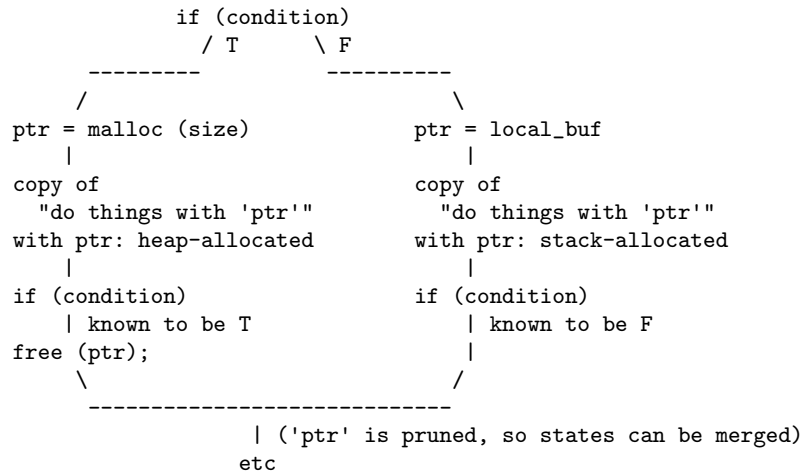 if (condition)
                / T      \ F
       ---------          ----------
      /                             \
ptr = malloc (size)             ptr = local_buf
    |                               |
copy of                         copy of
  "do things with 'ptr'"          "do things with 'ptr'"
with ptr: heap-allocated        with ptr: stack-allocated
    |                               |
if (condition)                  if (condition)
    | known to be T                 | known to be F
free (ptr);                         |
     \                             /
      -----------------------------
                   | ('ptr' is pruned, so states can be merged)
                  etc